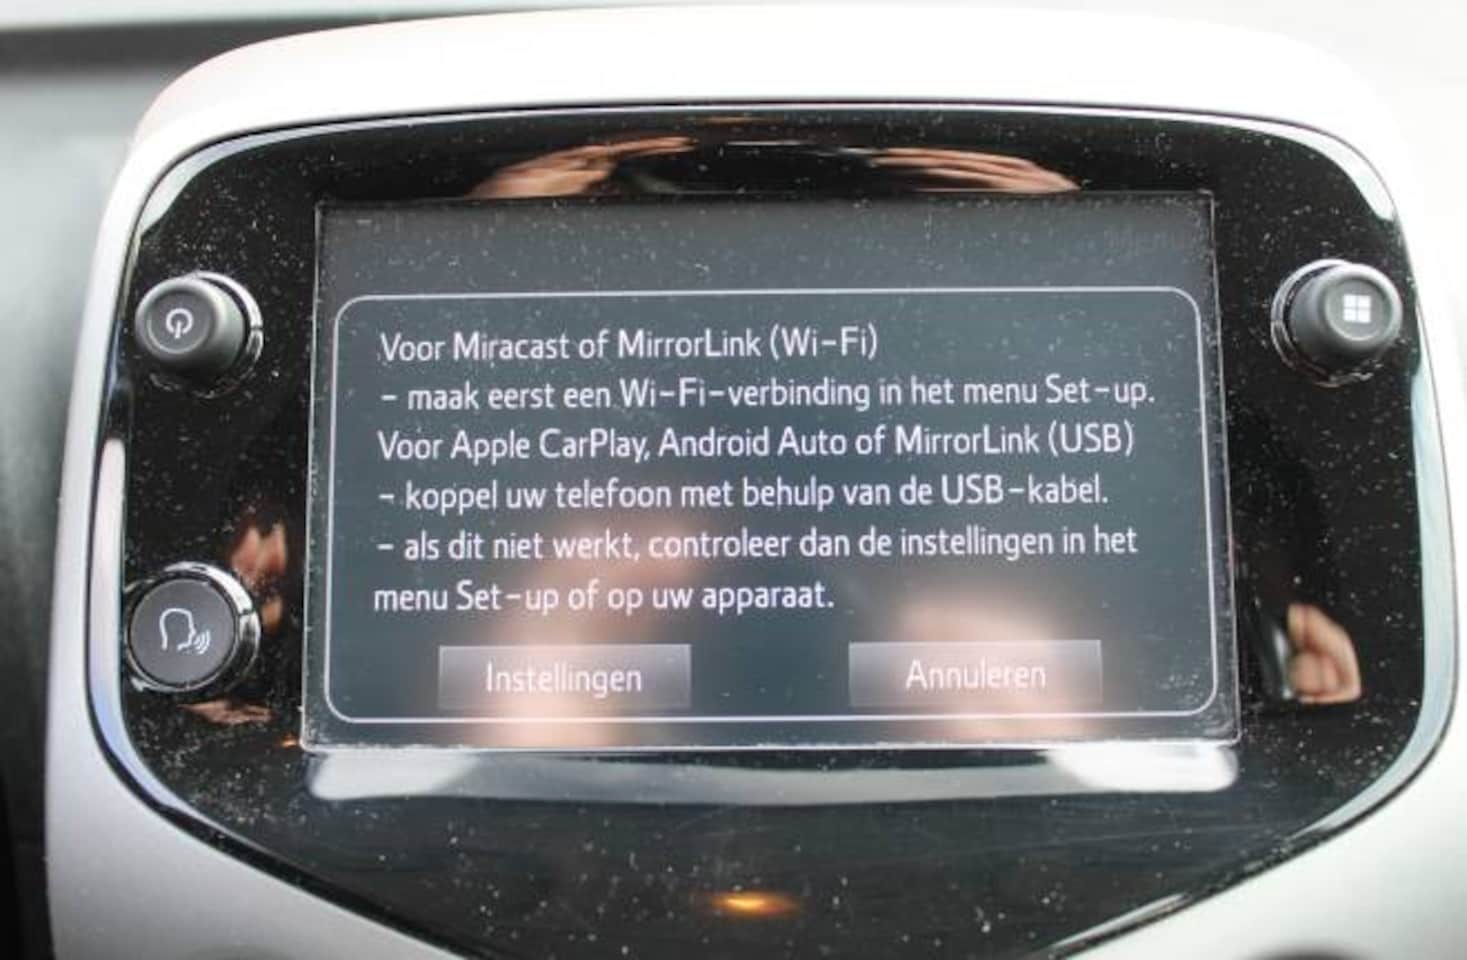 Voor Miracast of MirrorLink (Wi-Fi)
- maak eerst een Wi-Fi-verbinding in het menu Set-up.
Voor Apple CarPlay, Android Auto of MirrorLink (USB)
- koppel uw telefoon met behulp van de USB-kabel.
- als dit niet werkt, controleer dan de instellingen in het
menu Set-up of op uw apparaat.
Instellingen Annuleren